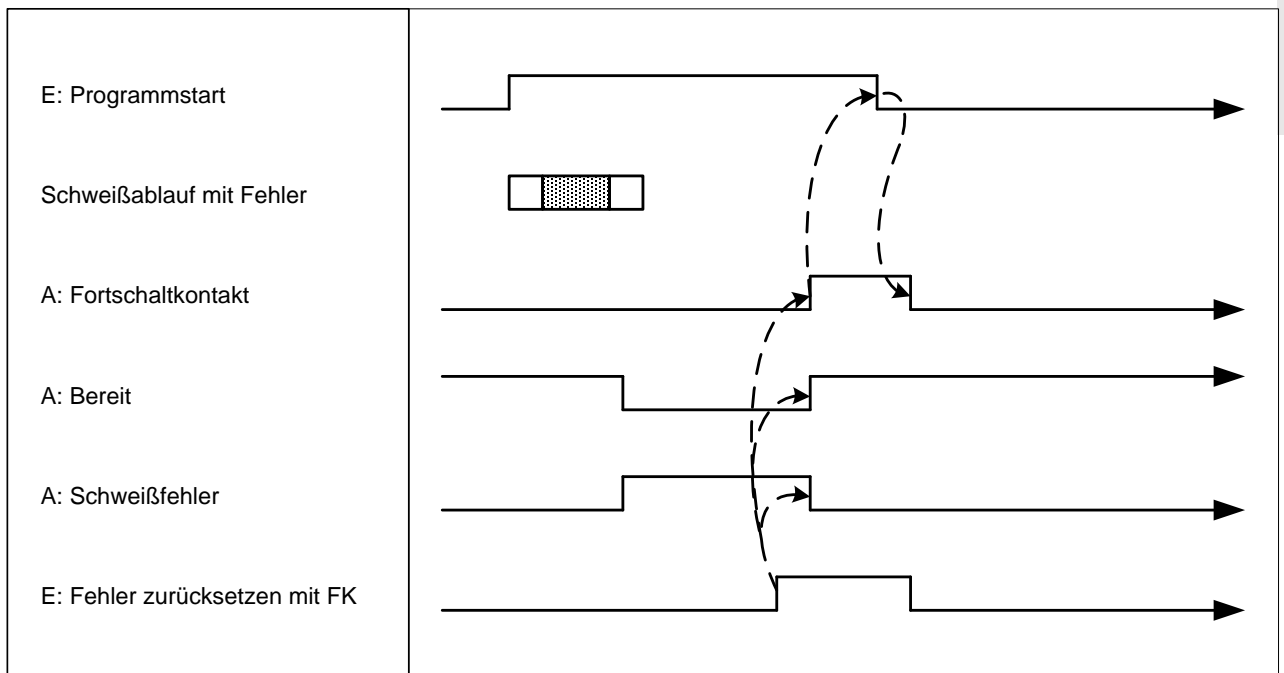 E: Programmstart
Schweißablauf mit Fehler
A: Fortschaltkontakt
A: Bereit
A: Schweißfehler
E: Fehler zurücksetzen mit FK